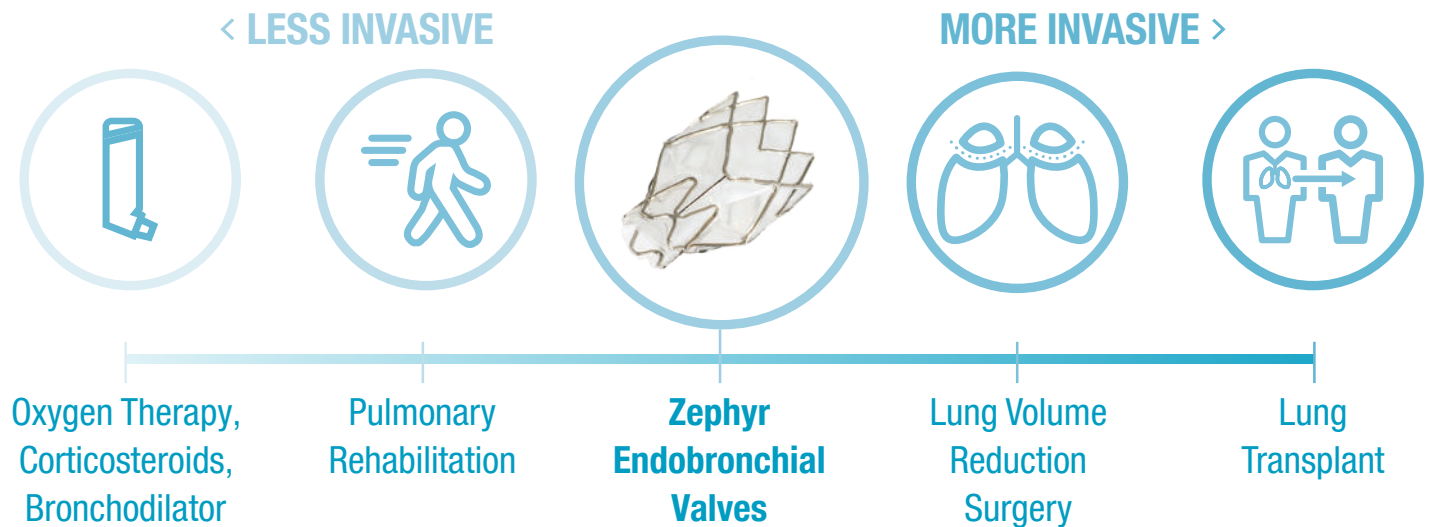 < LESS INVASIVE
MORE INVASIVE >
Oxygen Therapy,
Corticosteroids,
Bronchodilator
Pulmonary
Rehabilitation
Zephyr
Endobronchial
Valves
Lung Volume
Reduction
Surgery
Lung
Transplant